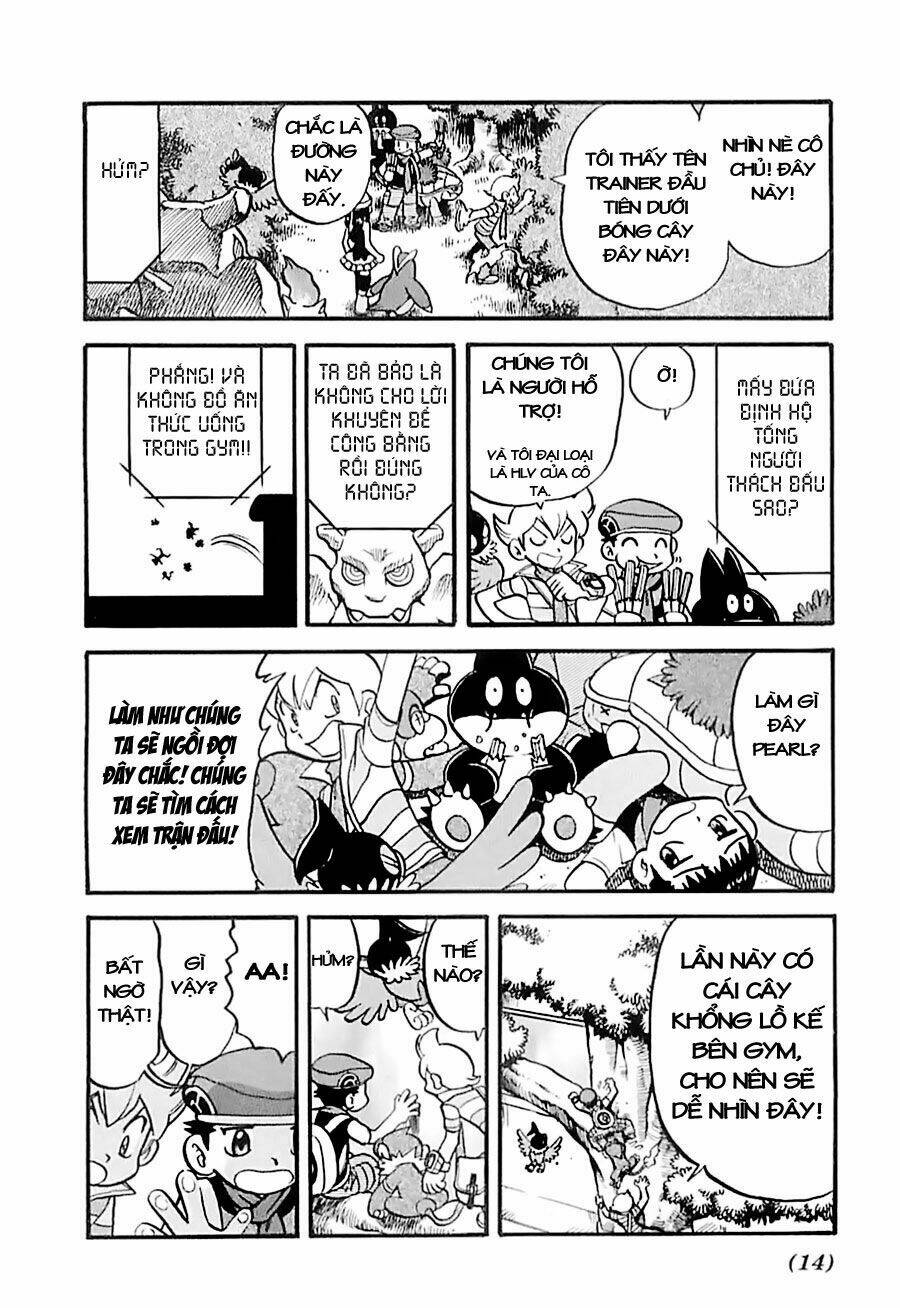 NHÌN NÈ CÔ
CHỦ! ĐÂY
NÀY!
TÔI THẤY TÊN
TRAINER ĐẦU
TIÊN DƯỚI
BÓNG CÂY
ĐÂY NÀY!
CHẮC LÀ
ĐƯỜNG
NÀY
ĐẤY.
HỬM?
MẤY ĐỨA
ĐỊNH HỘ
TỐNG
NGƯỜI
THÁCH ĐẤU
SAO?
Ờ!
CHÚNG TÔI
LÀ NGƯỜI HỖ
TRỢ!
VÀ TÔI ĐẠI LOẠI
LÀ HLV CỦA CÔ
TA.
TA ĐÃ BẢO LÀ
KHÔNG CHO LỜI
KHUYÊN ĐỂ
CÔNG BẰNG
RỒI ĐÚNG
KHÔNG?
PHẮNG! VÀ
KHÔNG ĐỒ ĂN
THỨC UỐNG
TRONG GYM!!
LÀM GÌ
ĐÂY
PEARL?
LÀM NHƯ CHÚNG
TA SẼ NGỒI ĐỢI
ĐÂY CHẮC! CHÚNG
TA SẼ TÌM CÁCH
XEM TRẬN ĐẤU!
LẦN NÀY CÓ
CÁI CÂY
KHỔNG LỒ KẾ
BÊN GYM,
CHO NÊN SẼ
DỄ NHÌN ĐÂY!
THẾ
NÀO?
HỬM?
AA!
GÌ
VẬY?
BẤT
NGỜ
THẬT!
(14)